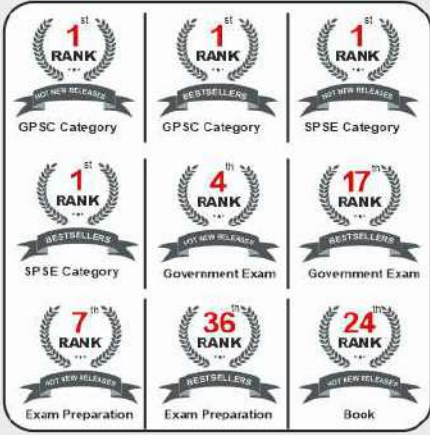 1st
RANK
HOT NEW RELEASES
GPSC Category
1st
RANK
BESTSELLERS
GPSC Category
1st
RANK
HOT NEW RELEASES
SPSE Category
1st
RANK
BESTSELLERS
SPSE Category
4th
RANK
HOT NEW RELEASES
Government Exam
17th
RANK
BESTSELLERS
Government Exam
7th
RANK
HOT NEW RELEASES
Exam Preparation
36th
RANK
BESTSELLERS
Exam Preparation
24th
RANK
HOT NEW RELEASES
Book